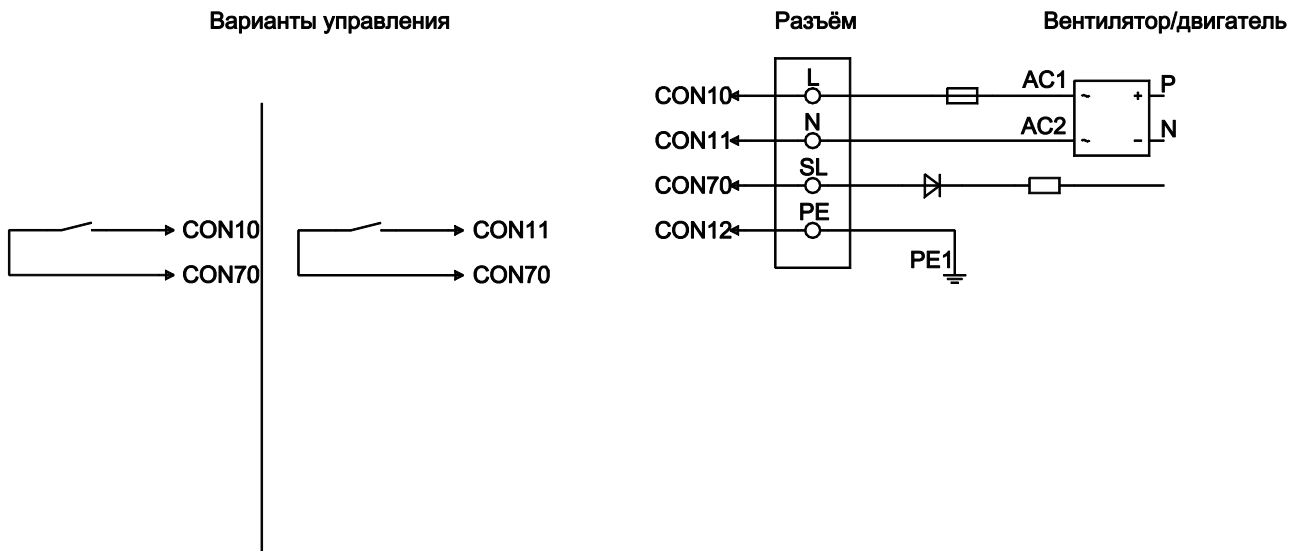 Варианты управления
Разъём
Вентилятор/двигатель
CON10
L
AC1
~
+
P
CON11
N
AC2
~
-
N
CON70
SL
CON12
PE
PE1
CON10
CON70
CON11
CON70